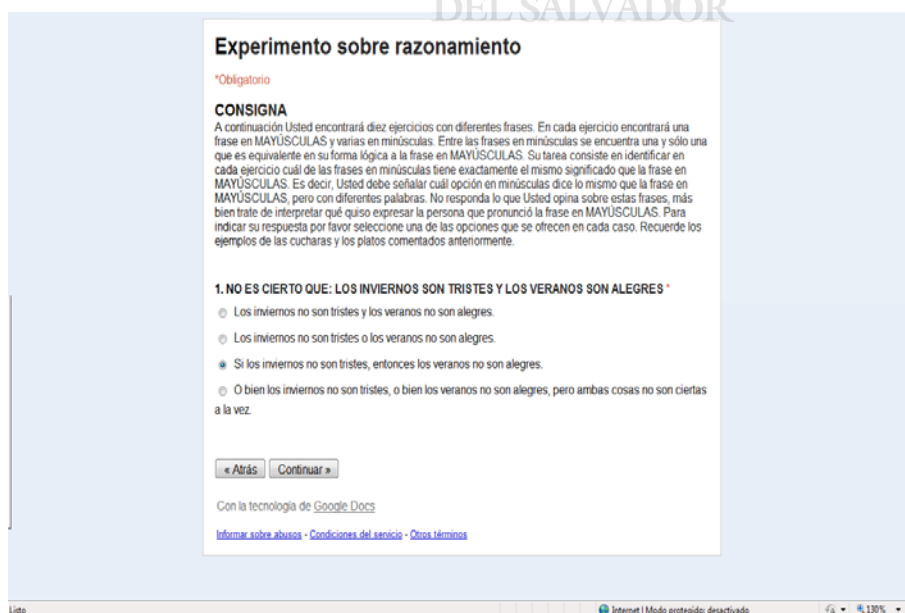 DEL SALVADOR
Experimento sobre razonamiento
*Obligatorio
CONSIGNA
A continuación Usted encontrará diez ejercicios con diferentes frases. En cada ejercicio encontrará una
frase en MAYÚSCULAS y varias en minúsculas. Entre las frases en minúsculas se encuentra una y sólo una
que es equivalente en su forma lógica a la frase en MAYÚSCULAS. Su tarea consiste en identificar en
cada ejercicio cuál de las frases en minúsculas tiene exactamente el mismo significado que la frase en
MAYÚSCULAS. Es decir, Usted debe señalar cuál opción en minúsculas dice lo mismo que la frase en
MAYÚSCULAS, pero con diferentes palabras. No responda lo que Usted opina sobre estas frases, más
bien trate de interpretar qué quiso expresar la persona que pronunció la frase en MAYÚSCULAS. Para
indicar su respuesta por favor seleccione una de las opciones que se ofrecen en cada caso. Recuerde los
ejemplos de las cucharas y los platos comentados anteriormente.
1. NO ES CIERTO QUE: LOS INVIERNOS SON TRISTES Y LOS VERANOS SON ALEGRES *
Los inviernos no son tristes y los veranos no son alegres.
Los inviernos no son tristes o los veranos no son alegres.
Si los inviernos no son tristes, entonces los veranos no son alegres.
O bien los inviernos no son tristes, o bien los veranos no son alegres, pero ambas cosas no son ciertas
a la vez.
« Atrás Continuar »
Con la tecnología de Google Docs
Informar sobre abusos - Condiciones del servicio - Otros términos
Listo Internet | Modo protegido: desactivado 130%